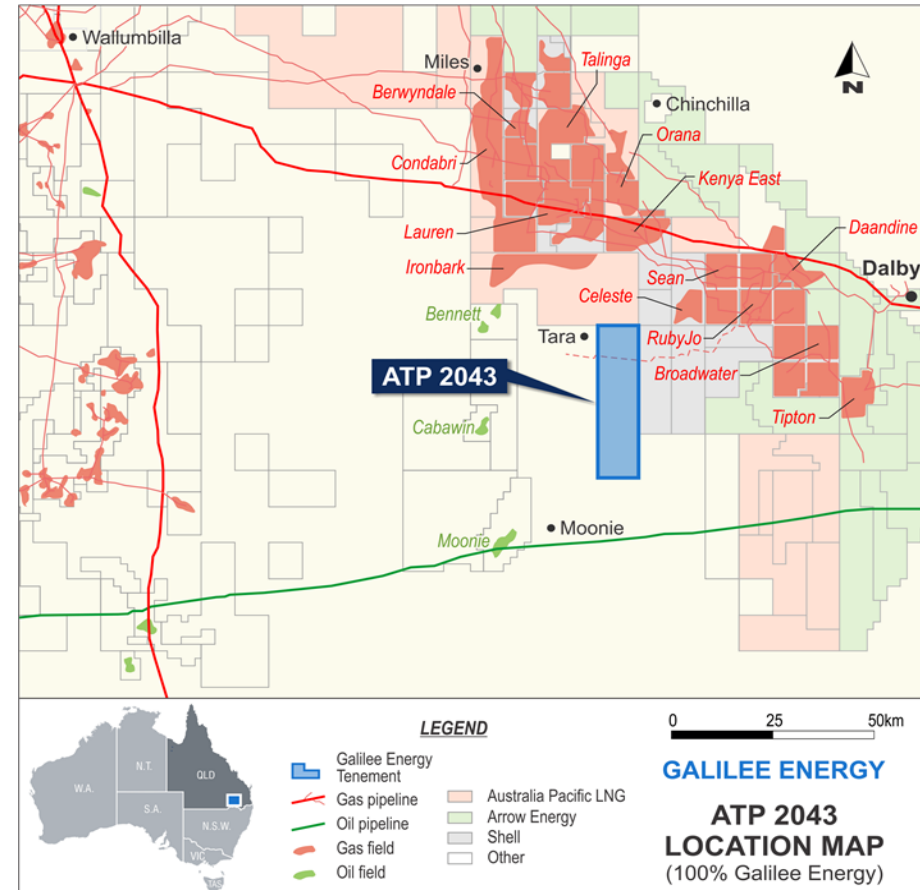 Wallumbilla
Miles
Talinga
Berwyndale
N
Chinchilla
Orana
Condabri
Kenya East
Lauren
Daandine
Ironbark
Sean
Dalby
Celeste
Bennett
Tara
RubyJo
ATP 2043
Broadwater
Cabawin
Tipton
Moonie
Moonie
LEGEND
Galilee Energy
Tenement
Gas pipeline
Oil pipeline
Gas field
Oil field
Australia Pacific LNG
Arrow Energy
Shell
Other
0 25 50km
GALILEE ENERGY
ATP 2043
LOCATION MAP
(100% Galilee Energy)
W.A.
N.T.
QLD
S.A.
N.S.W.
VIC
TAS